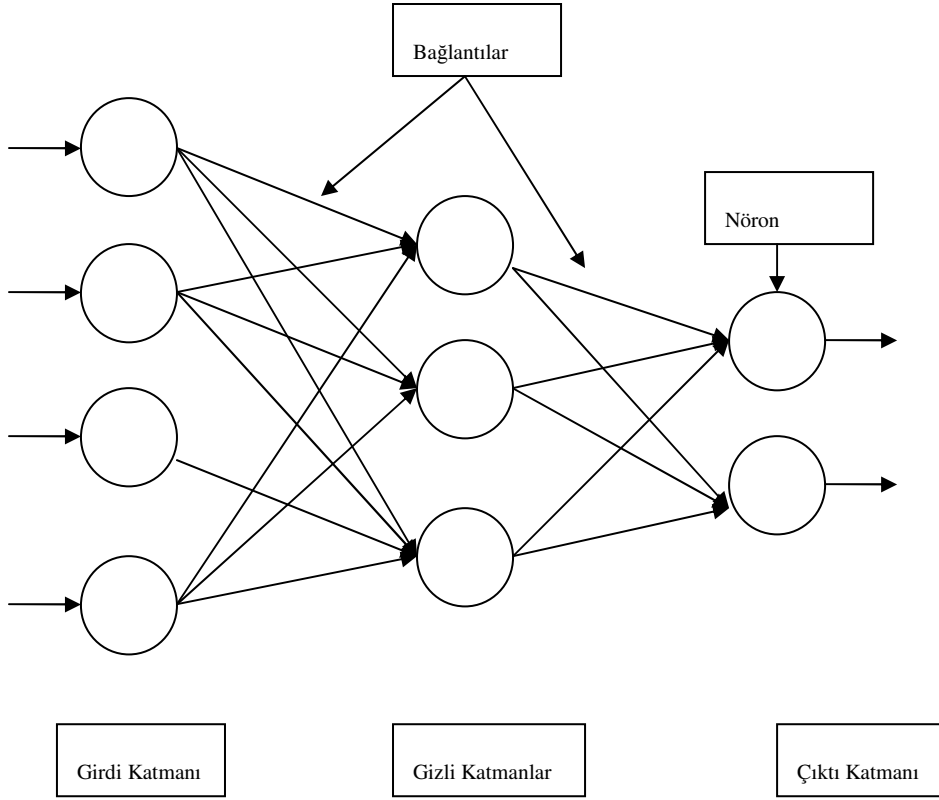 Bağlantılar
Nöron
Girdi Katmanı
Gizli Katmanlar
Çıktı Katmanı